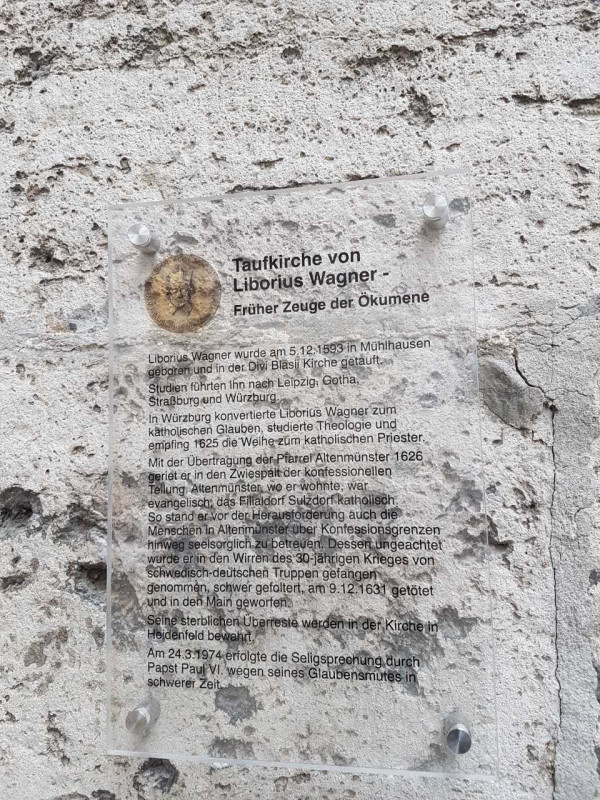 Taufkirche von
Liborius Wagner -
Früher Zeuge der Ökumene
Liborius Wagner wurde am 5.12.1593 in Mühlhausen
geboren und in der Divi Blasii Kirche getauft.
Studien führten ihn nach Leipzig, Gotha,
Straßburg und Würzburg.
In Würzburg konvertierte Liborius Wagner zum
katholischen Glauben, studierte Theologie und
empfing 1625 die Weihe zum katholischen Priester.
Mit der Übertragung der Pfarrei Altenmünster 1626
geriet er in den Zwiespalt der konfessionellen
Teilung. Altenmünster, wo er wohnte, war
evangelisch; das Filialdorf Sulzdorf katholisch.
So stand er vor der Herausforderung auch die
Menschen in Altenmünster über Konfessionsgrenzen
hinweg seelsorglich zu betreuen. Dessen ungeachtet
wurde er in den Wirren des 30-jährigen Krieges von
schwedisch-deutschen Truppen gefangen
genommen, schwer gefoltert, am 9.12.1631 getötet
und in den Main geworfen.
Seine sterblichen Überreste werden in der Kirche in
Heidenfeld bewahrt.
Am 24.3.1974 erfolgte die Seligsprechung durch
Papst Paul VI. wegen seines Glaubensmutes in
schwerer Zeit.